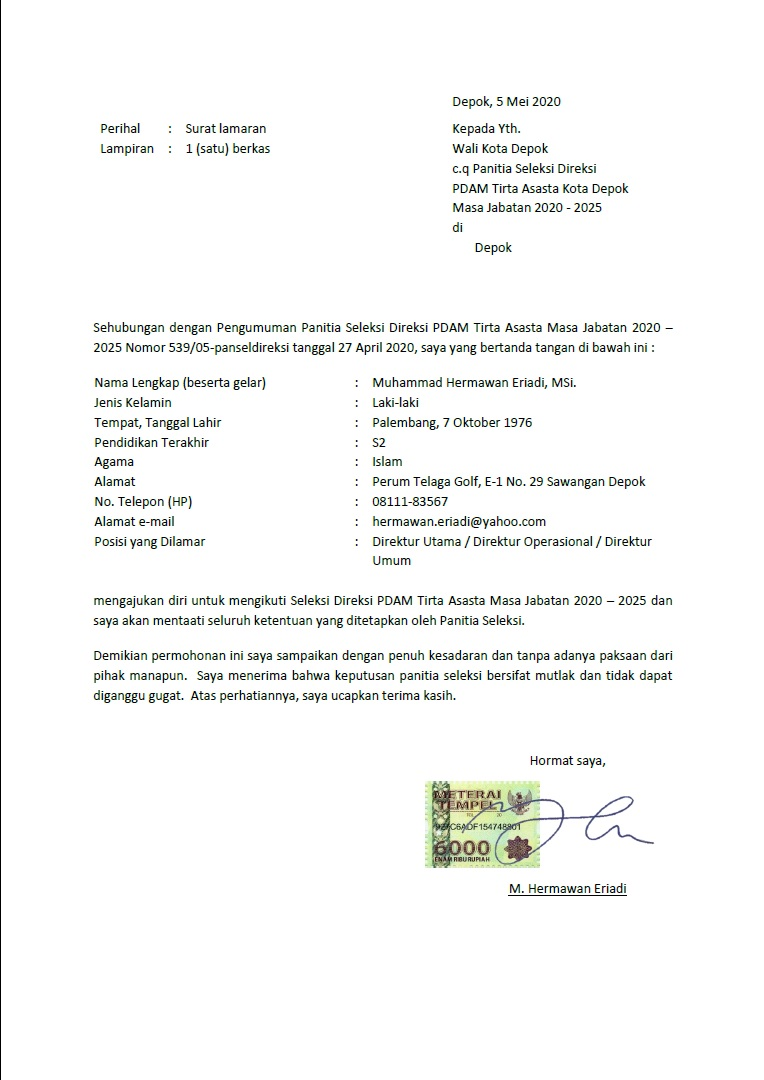 Depok, 5 Mei 2020
Perihal : Surat lamaran
Lampiran : 1 (satu) berkas
Kepada Yth.
Wali Kota Depok
c.q Panitia Seleksi Direksi
PDAM Tirta Asasta Kota Depok
Masa Jabatan 2020 - 2025
di
Depok
Sehubungan dengan Pengumuman Panitia Seleksi Direksi PDAM Tirta Asasta Masa Jabatan 2020 –
2025 Nomor 539/05-panseldireksi tanggal 27 April 2020, saya yang bertanda tangan di bawah ini :
Nama Lengkap (beserta gelar) : Muhammad Hermawan Eriadi, MSi.
Jenis Kelamin : Laki-laki
Tempat, Tanggal Lahir : Palembang, 7 Oktober 1976
Pendidikan Terakhir : S2
Agama : Islam
Alamat : Perum Telaga Golf, E-1 No. 29 Sawangan Depok
No. Telepon (HP) : 08111-83567
Alamat e-mail : hermawan.eriadi@yahoo.com
Posisi yang Dilamar : Direktur Utama / Direktur Operasional / Direktur
Umum
mengajukan diri untuk mengikuti Seleksi Direksi PDAM Tirta Asasta Masa Jabatan 2020 – 2025 dan
saya akan mentaati seluruh ketentuan yang ditetapkan oleh Panitia Seleksi.
Demikian permohonan ini saya sampaikan dengan penuh kesadaran dan tanpa adanya paksaan dari
pihak manapun. Saya menerima bahwa keputusan panitia seleksi bersifat mutlak dan tidak dapat
diganggu gugat. Atas perhatiannya, saya ucapkan terima kasih.
Hormat saya,
METERAI
TEMPEL
6000
ENAM RIBU RUPIAH
M. Hermawan Eriadi